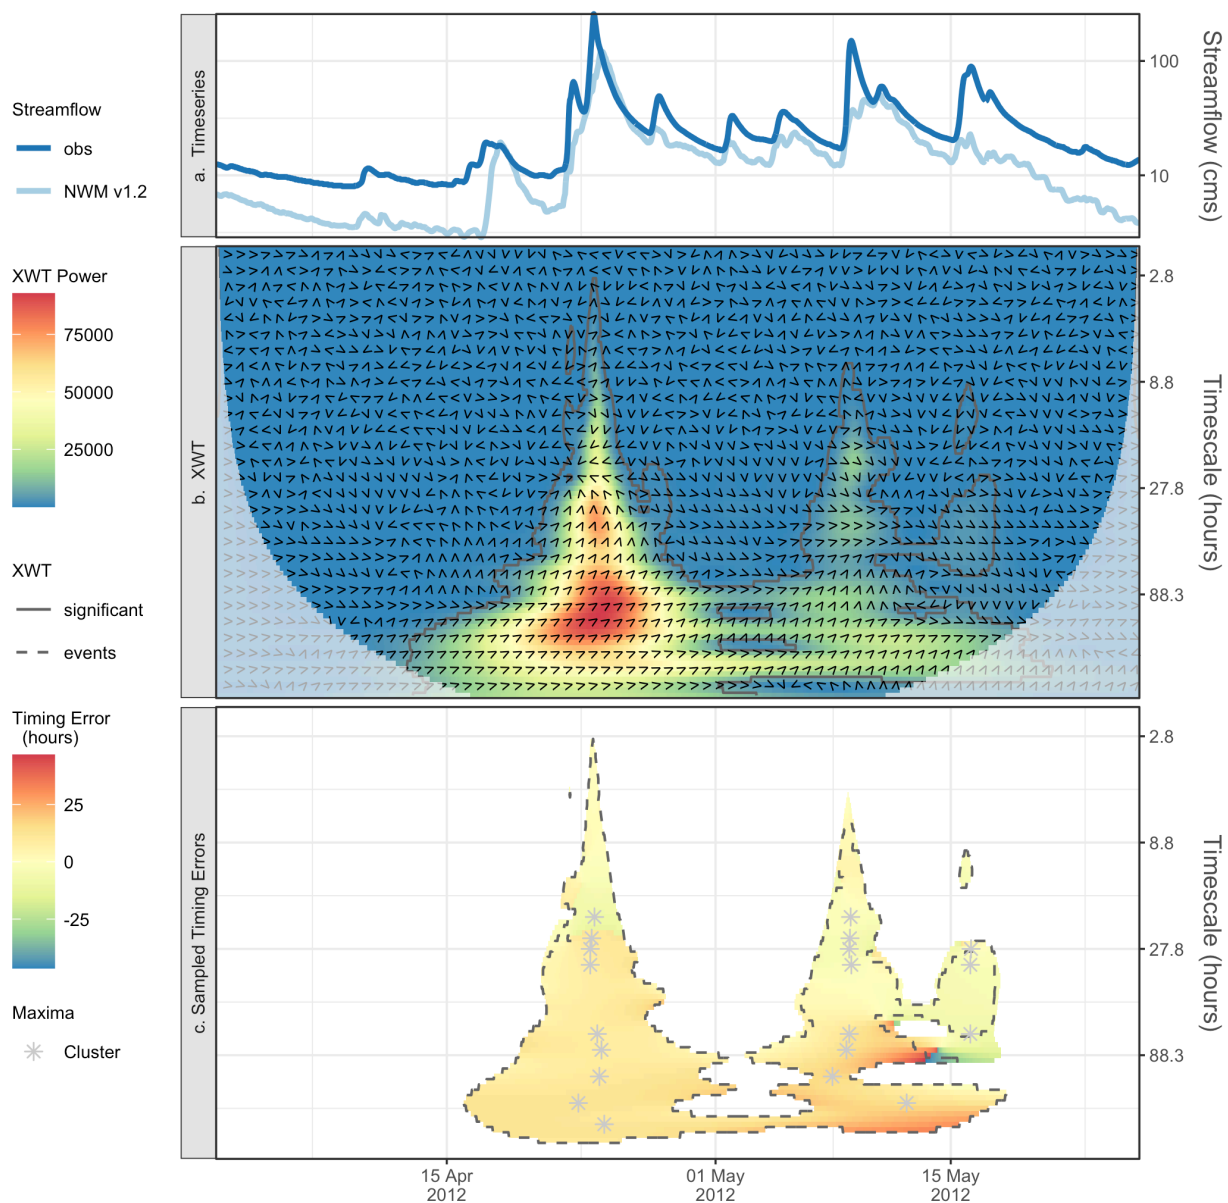 Streamflow
obs
NWM v1.2
a. Timeseries
100
10
Streamflow (cms)
XWT Power
75000
50000
25000
XWT
significant
events
b. XWT
2.8
8.8
27.8
88.3
Timescale (hours)
Timing Error
(hours)
25
0
-25
Maxima
Cluster
c. Sampled Timing Errors
2.8
8.8
27.8
88.3
Timescale (hours)
15 Apr
2012
01 May
2012
15 May
2012